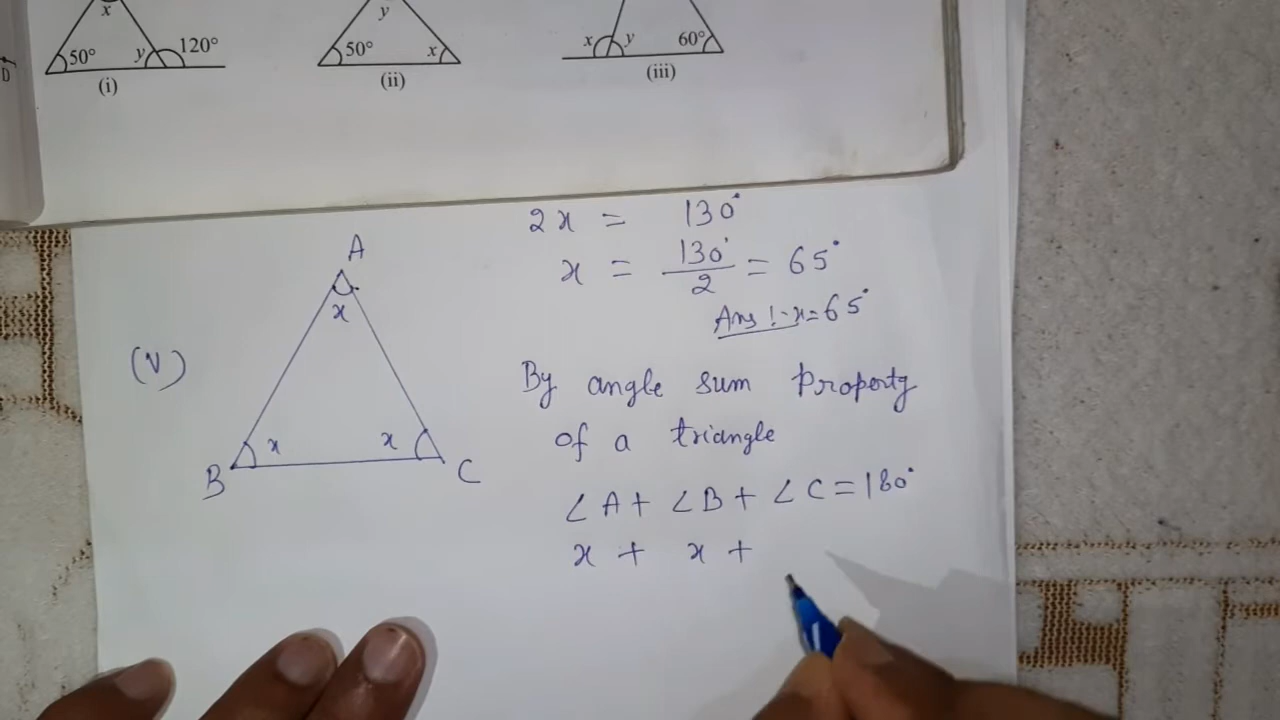 x
50° y 120°
(i)
y
50° x
(ii)
x y 60°
(iii)
D
2x = 130°
x = 130°/2 = 65°
Ans :- x = 65°
(V)
A
x
x x
B C
By angle sum Property
of a triangle
∠A + ∠B + ∠C = 180°
x + x +